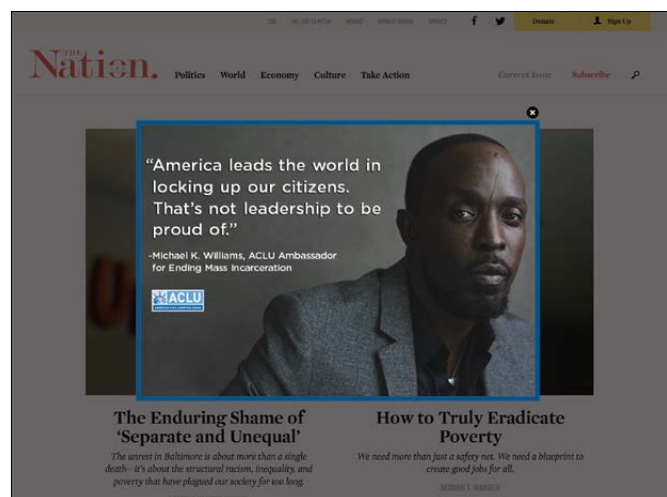 Donate
Sign Up
THE
Nation.
Politics World Economy Culture Take Action
Current Issue Subscribe
“America leads the world in
locking up our citizens.
That’s not leadership to be
proud of.”
-Michael K. Williams, ACLU Ambassador
for Ending Mass Incarceration
ACLU
The Enduring Shame of
‘Separate and Unequal’
The unrest in Baltimore is about more than a single
death—it’s about the structural racism, inequality, and
poverty that have plagued our society for too long.
How to Truly Eradicate
Poverty
We need more than just a safety net. We need a blueprint to
create good jobs for all.
DORIAN T. WARREN